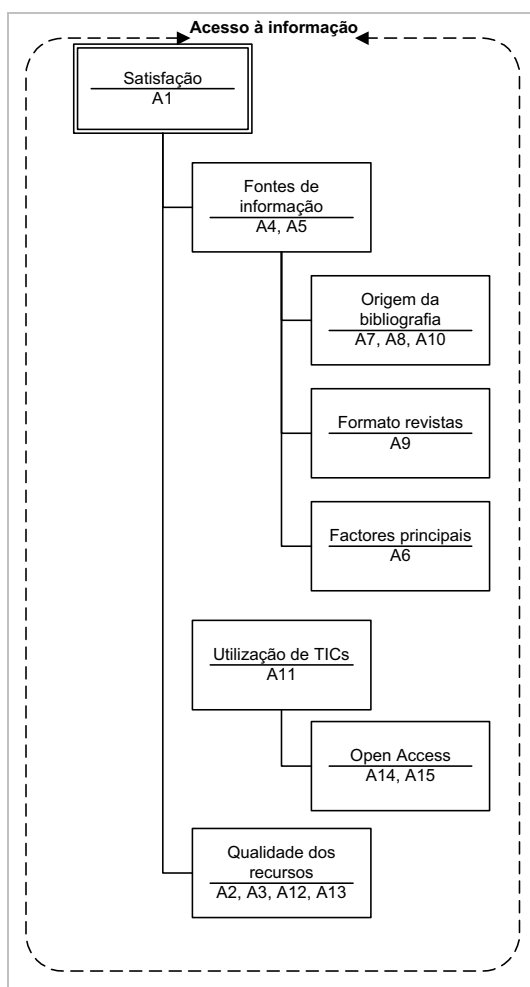 Acesso à informação
Satisfação
A1
Fontes de
informação
A4, A5
Origem da
bibliografia
A7, A8, A10
Formato revistas
A9
Factores principais
A6
Utilização de TICs
A11
Open Access
A14, A15
Qualidade dos
recursos
A2, A3, A12, A13